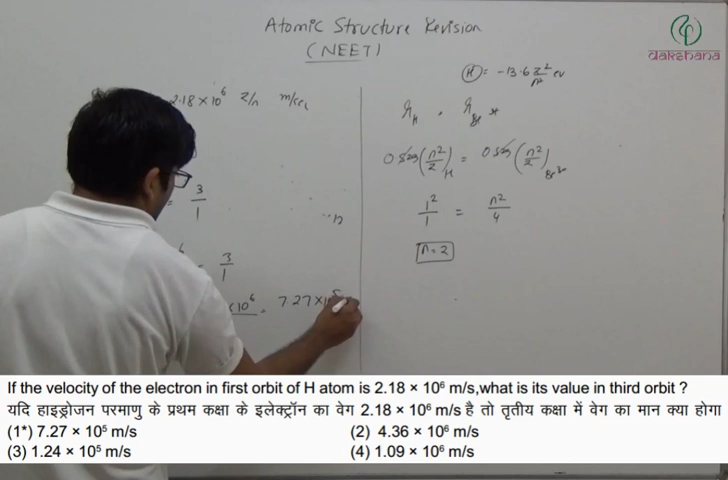 Atomic Structure Revision
(NEET)
dakshana
2.18 × 10⁶ Z/n m/sec
= 3/1
= 3/1
×10⁶ = 7.27 × 10⁵
(H) = -13.6 Z²/n² ev
0.529 (n²/Z)H = 0.529 (n²/Z)
1²/1 = n²/4
n=2
If the velocity of the electron in first orbit of H atom is 2.18 × 10⁶ m/s,what is its value in third orbit ?
यदि हाइड्रोजन परमाणु के प्रथम कक्षा के इलेक्ट्रॉन का वेग 2.18 × 10⁶ m/s है तो तृतीय कक्षा में वेग का मान क्या होगा
(1*) 7.27 × 10⁵ m/s (2) 4.36 × 10⁶ m/s
(3) 1.24 × 10⁵ m/s (4) 1.09 × 10⁶ m/s